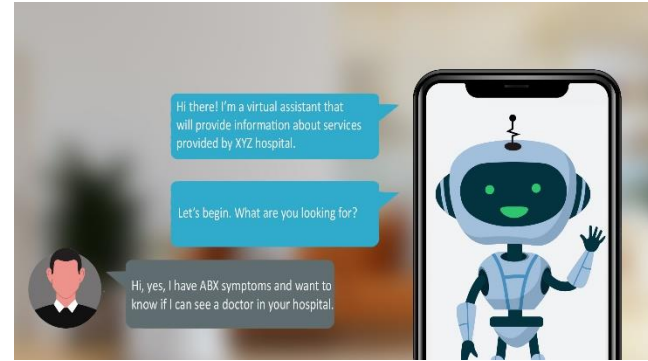 Hi there! I'm a virtual assistant that
will provide information about services
provided by XYZ hospital.
Let's begin. What are you looking for?
Hi, yes, I have ABX symptoms and want to
know if I can see a doctor in your hospital.